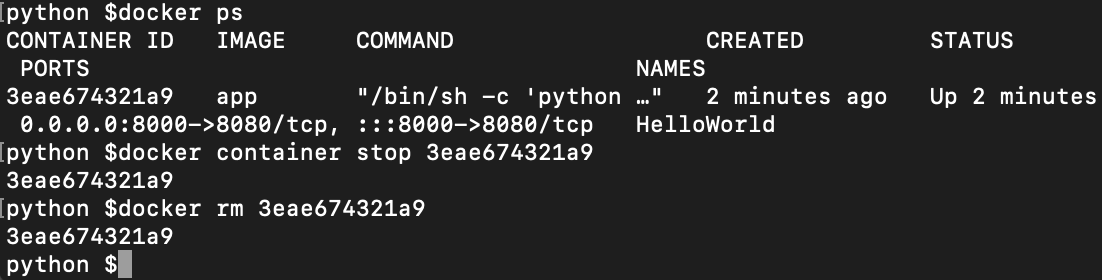 python $docker ps
CONTAINER ID   IMAGE     COMMAND                  CREATED         STATUS
 PORTS                                       NAMES
3eae674321a9   app       "/bin/sh -c 'python …"   2 minutes ago   Up 2 minutes
 0.0.0.0:8000->8080/tcp, :::8000->8080/tcp   HelloWorld
python $docker container stop 3eae674321a9
3eae674321a9
python $docker rm 3eae674321a9
3eae674321a9
python $